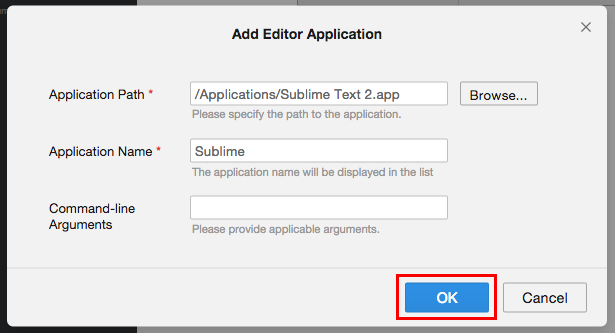 Add Editor Application
Application Path * /Applications/Sublime Text 2.app Browse...
Please specify the path to the application.
Application Name * Sublime
The application name will be displayed in the list
Command-line
Arguments
Please provide applicable arguments.
OK Cancel